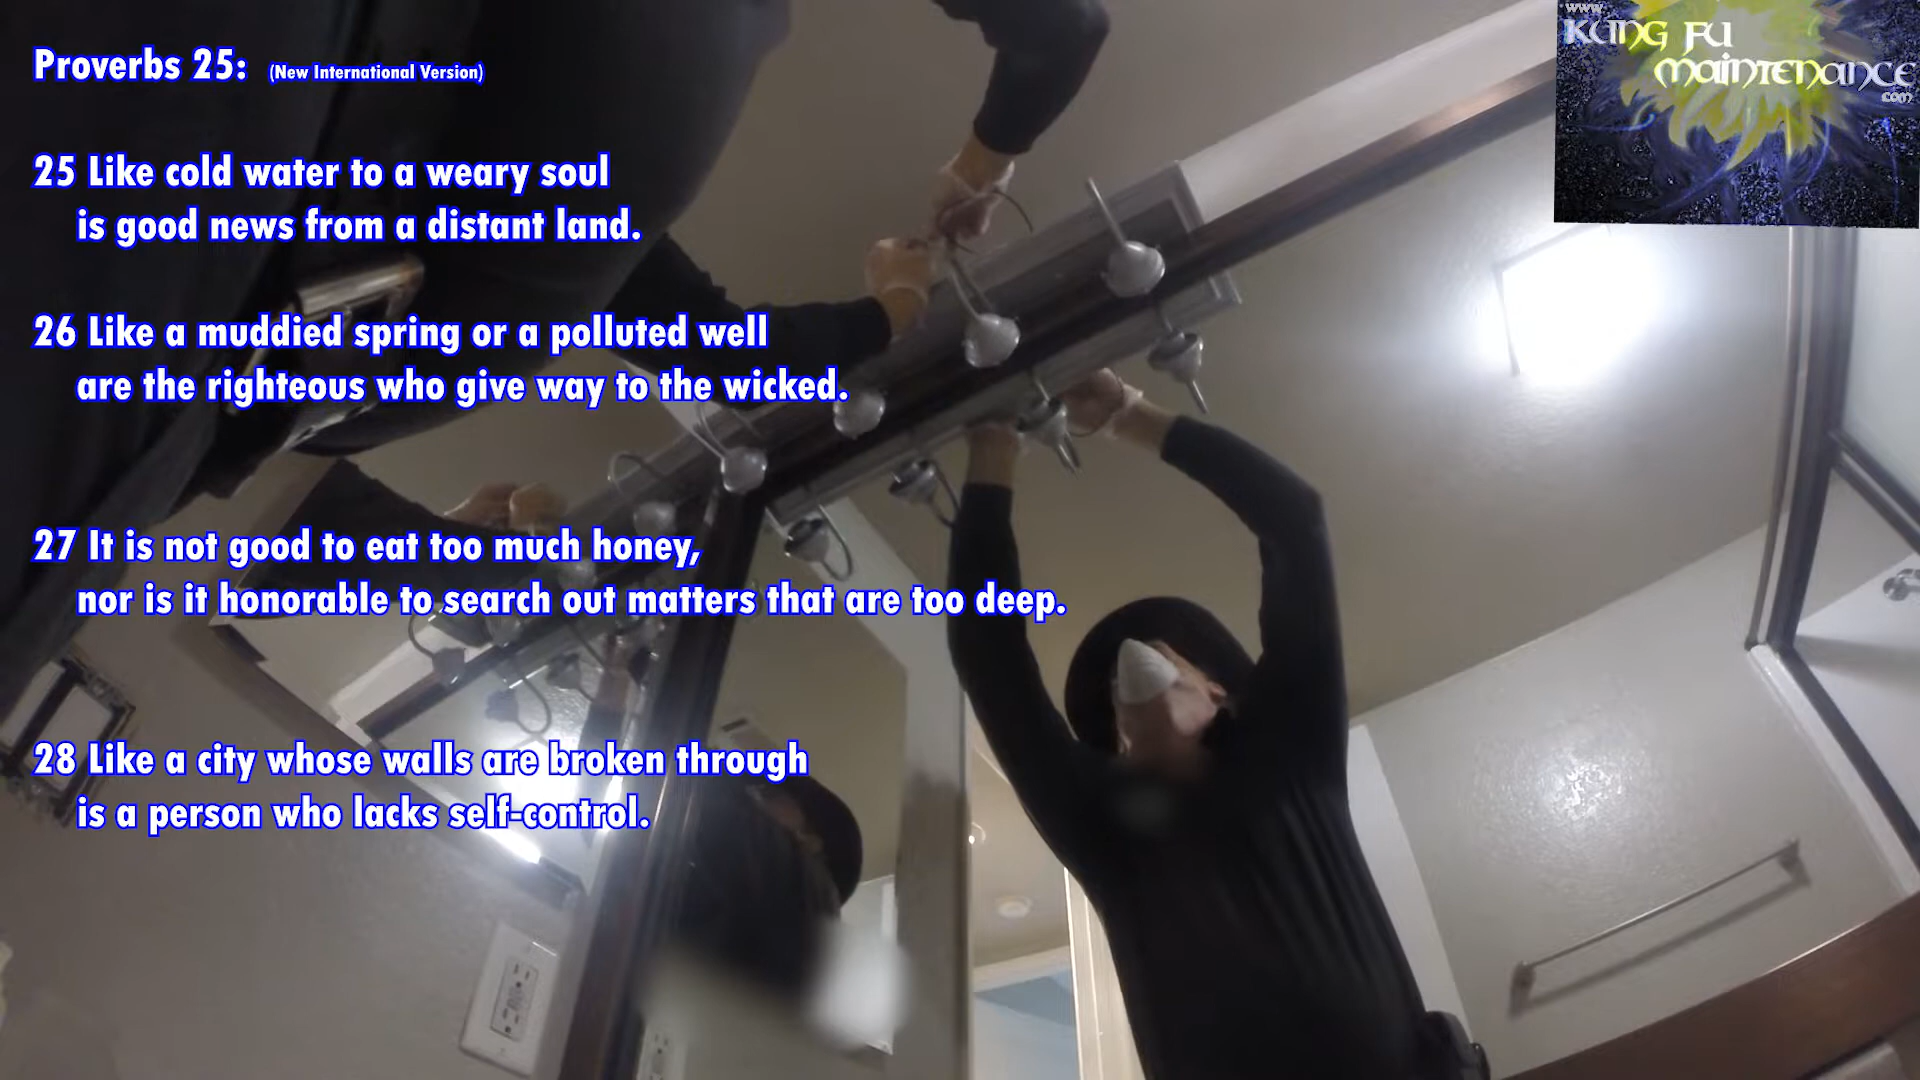 www.
KUNG FU
MAINTENANCE
.com
Proverbs 25: (New International Version)
25 Like cold water to a weary soul
is good news from a distant land.
26 Like a muddied spring or a polluted well
are the righteous who give way to the wicked.
27 It is not good to eat too much honey,
nor is it honorable to search out matters that are too deep.
28 Like a city whose walls are broken through
is a person who lacks self-control.